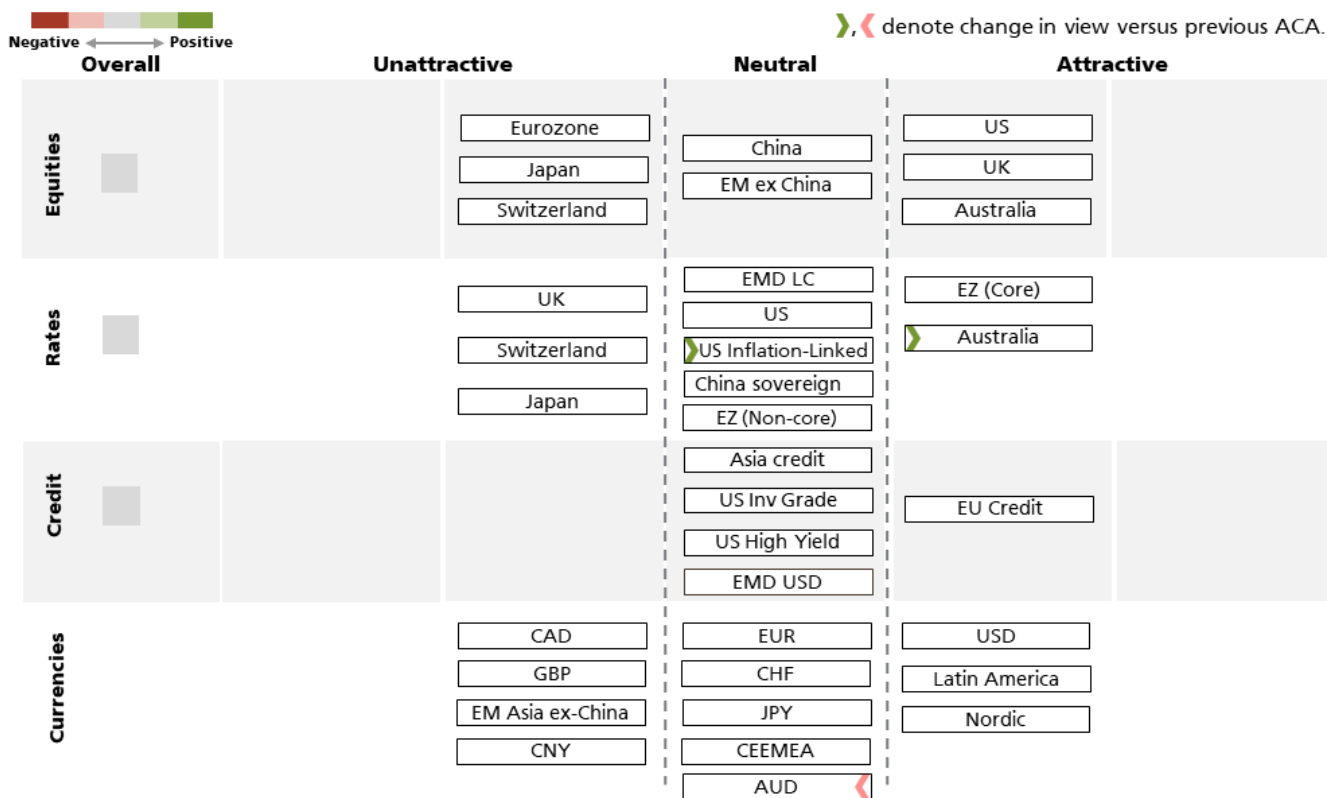 ❯,❮ denote change in view versus previous ACA.
Negative Positive
Overall Unattractive Neutral Attractive
Equities
Eurozone
Japan
Switzerland
China
EM ex China
US
UK
Australia
Rates
UK
Switzerland
Japan
EMD LC
US
US Inflation-Linked
China sovereign
EZ (Non-core)
EZ (Core)
Australia
Credit
Asia credit
US Inv Grade
US High Yield
EMD USD
EU Credit
Currencies
CAD
GBP
EM Asia ex-China
CNY
EUR
CHF
JPY
CEEMEA
AUD
USD
Latin America
Nordic